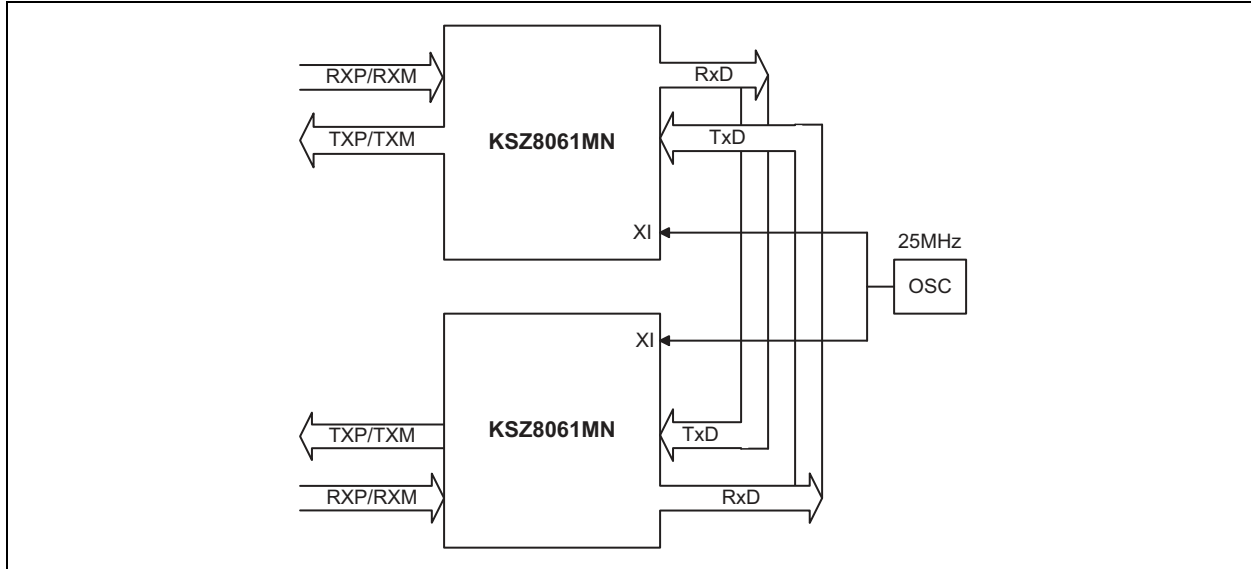 RXP/RXM
RxD
TXP/TXM
KSZ8061MN
TxD
XI
25MHz
OSC
XI
TXP/TXM
KSZ8061MN
TxD
RXP/RXM
RxD